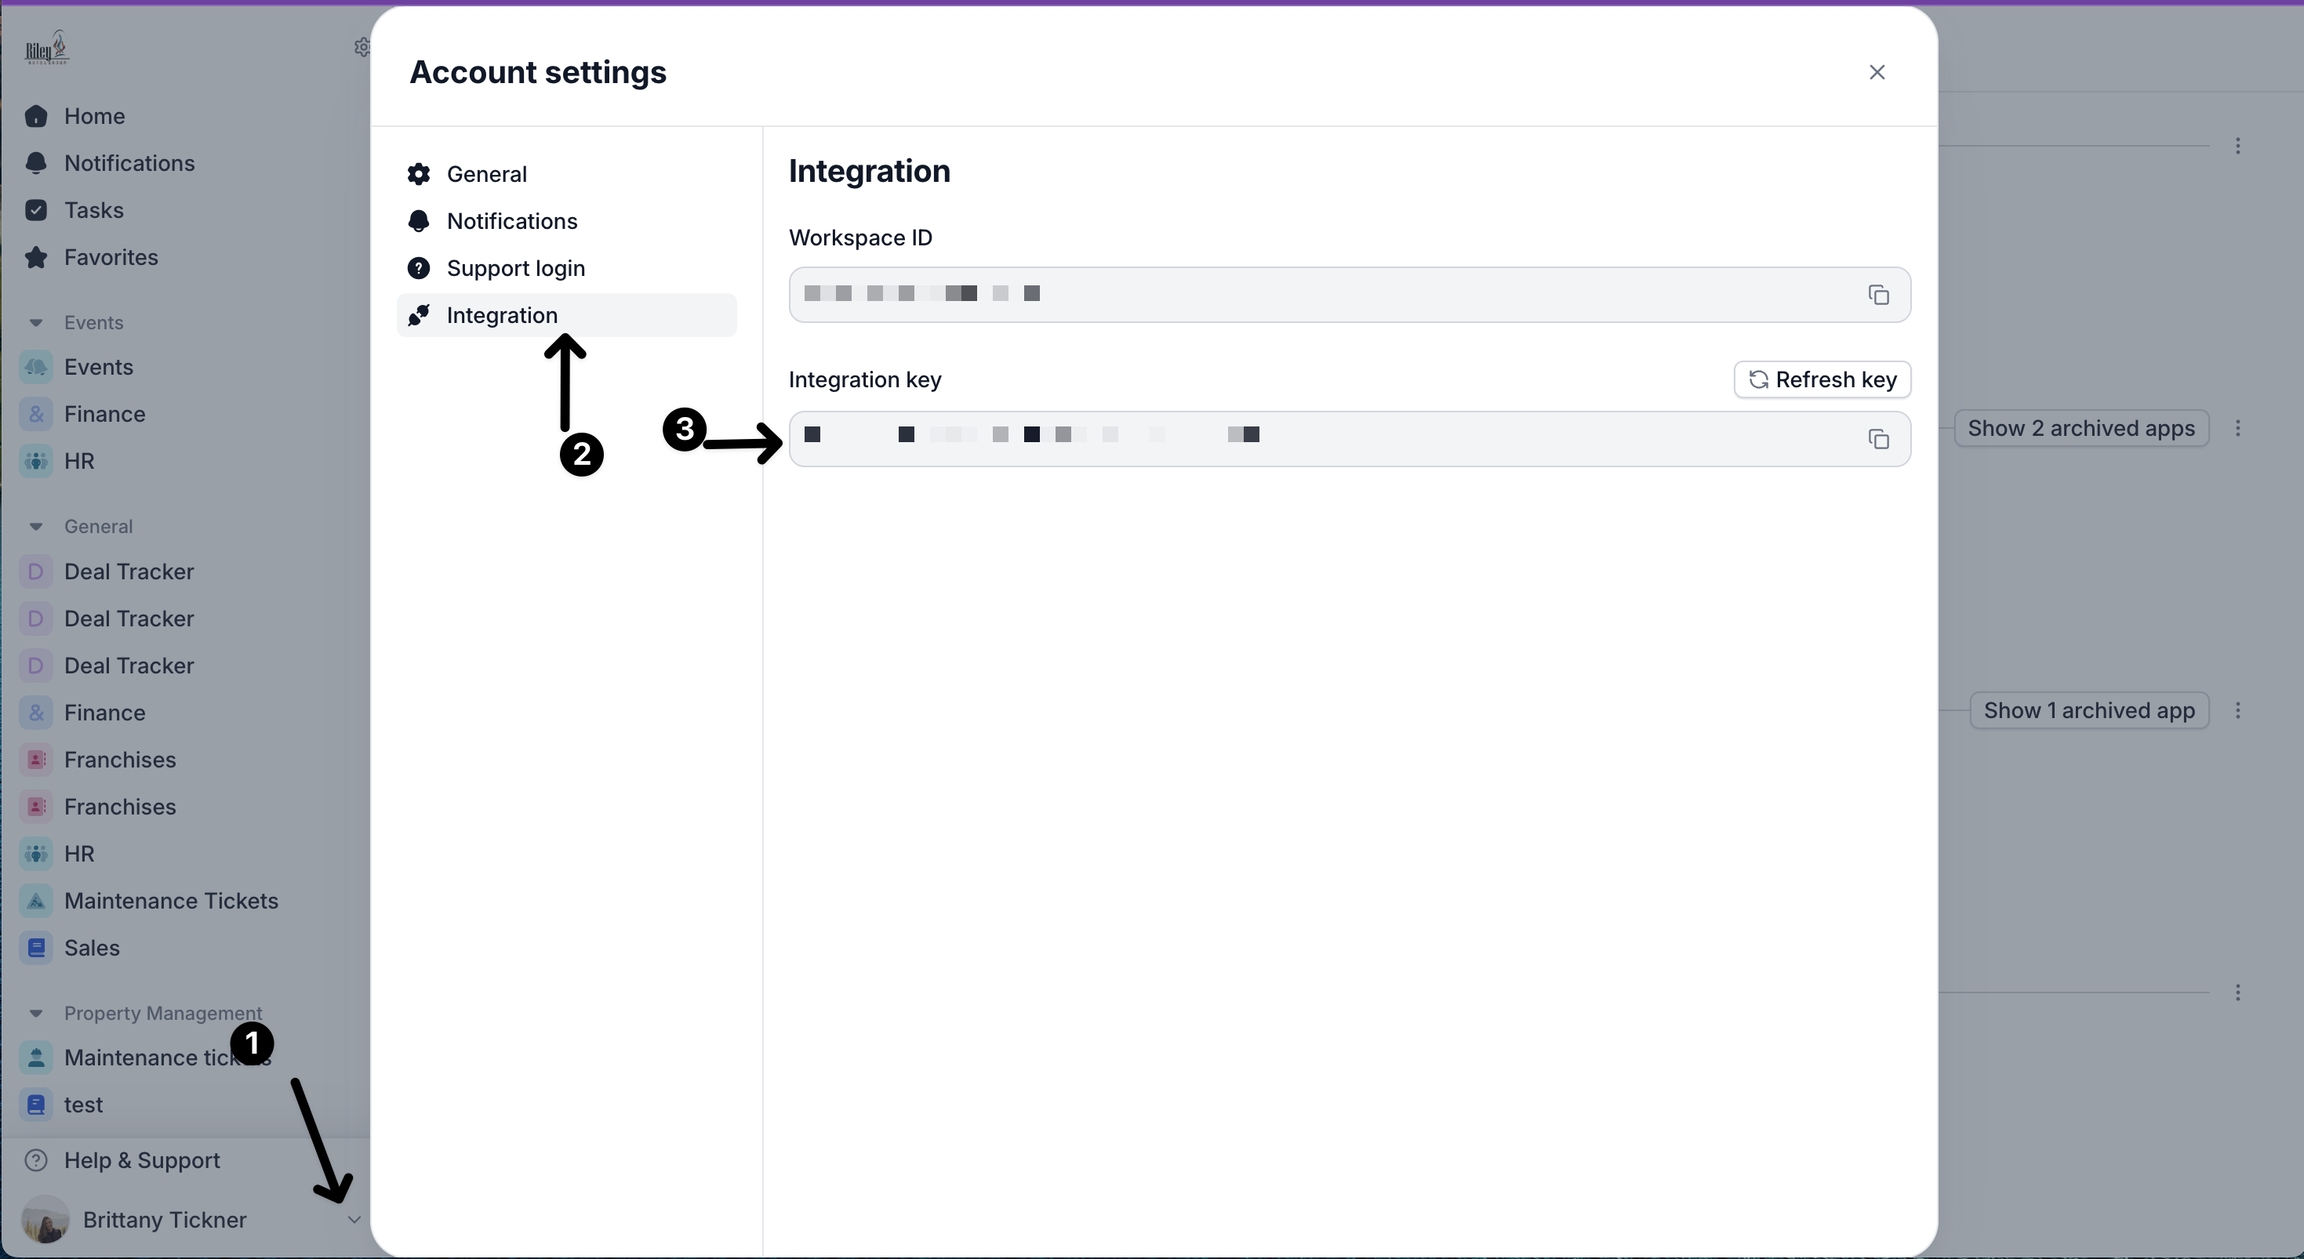 Riley
Home
Notifications
Tasks
Favorites
Events
Events
Finance
HR
General
Deal Tracker
Deal Tracker
Deal Tracker
Finance
Franchises
Franchises
HR
Maintenance Tickets
Sales
Property Management
1
Maintenance tickets
test
Help & Support
Brittany Tickner
Account settings
General
Notifications
Support login
Integration
2
3
Integration
Workspace ID
Integration key
Refresh key
Show 2 archived apps
Show 1 archived app